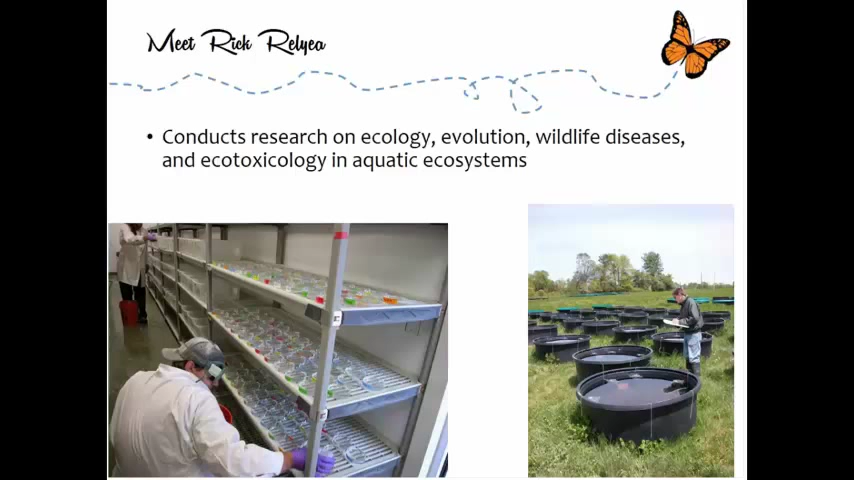 Meet Rick Relyea
• Conducts research on ecology, evolution, wildlife diseases,
and ecotoxicology in aquatic ecosystems